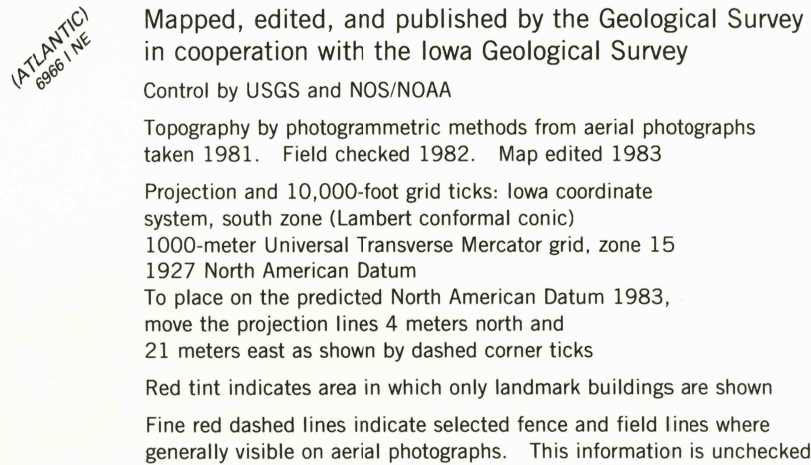 (ATLANTIC)
6966 I NE
Mapped, edited, and published by the Geological Survey
in cooperation with the Iowa Geological Survey
Control by USGS and NOS/NOAA
Topography by photogrammetric methods from aerial photographs
taken 1981. Field checked 1982. Map edited 1983
Projection and 10,000-foot grid ticks: Iowa coordinate
system, south zone (Lambert conformal conic)
1000-meter Universal Transverse Mercator grid, zone 15
1927 North American Datum
To place on the predicted North American Datum 1983,
move the projection lines 4 meters north and
21 meters east as shown by dashed corner ticks
Red tint indicates area in which only landmark buildings are shown
Fine red dashed lines indicate selected fence and field lines where
generally visible on aerial photographs. This information is unchecked